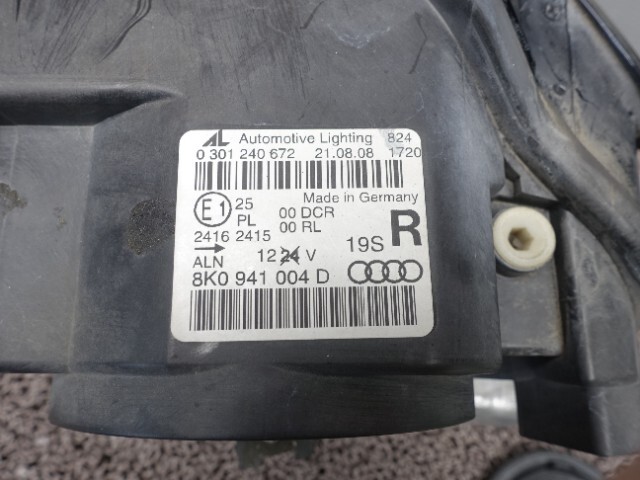 AL Automotive Lighting 824
0 301 240 672 21.08.08 1720
Made in Germany
E1 25 00 DCR
PL 00 RL
2416 2415 19S R
ALN 12 24 V
8K0 941 004 D